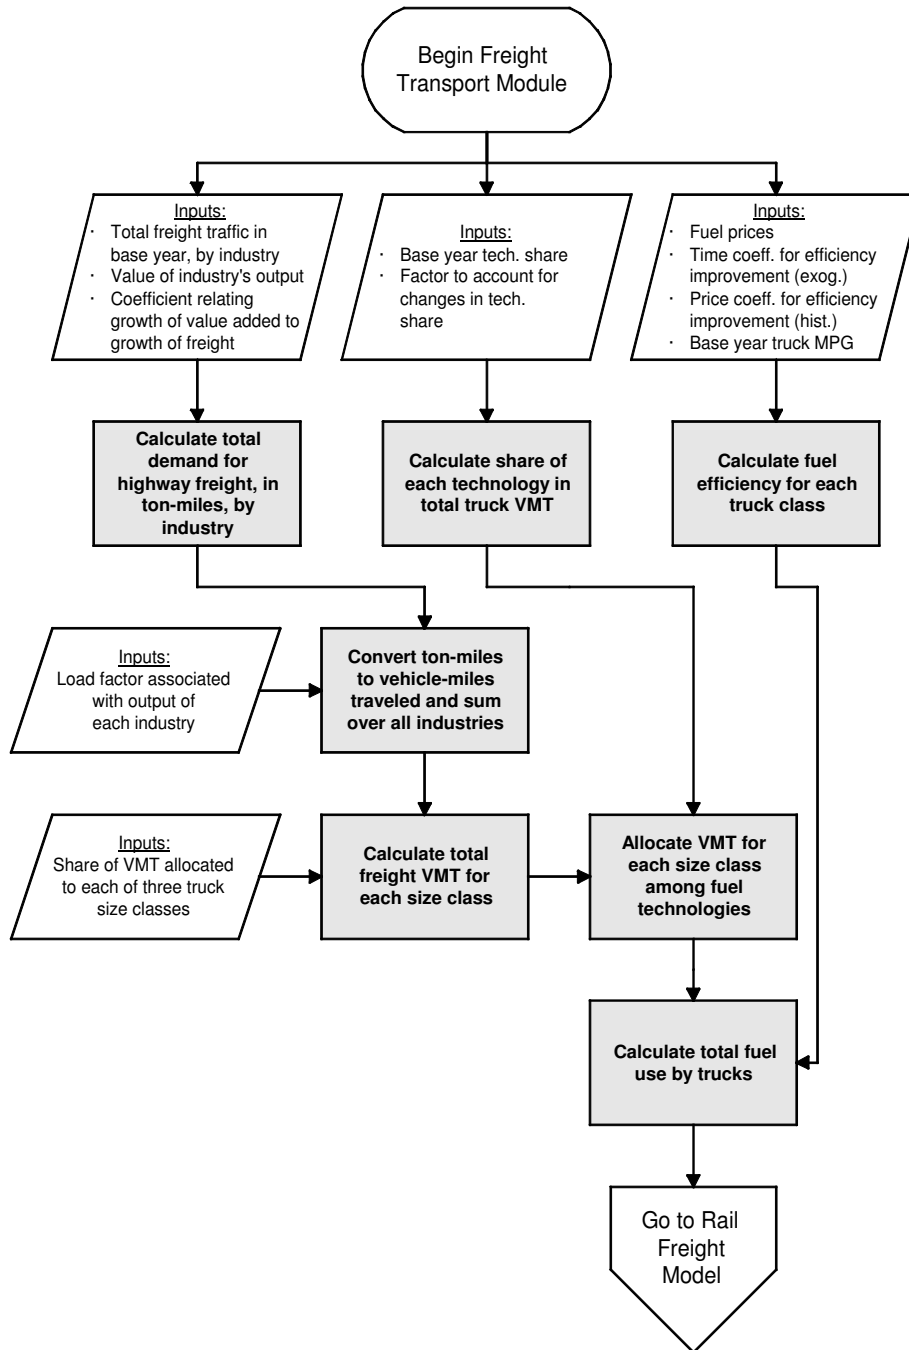 Begin Freight
Transport Module
Inputs:
· Total freight traffic in
base year, by industry
· Value of industry's output
· Coefficient relating
growth of value added to
growth of freight
Inputs:
· Base year tech. share
· Factor to account for
changes in tech.
share
Inputs:
· Fuel prices
· Time coeff. for efficiency
improvement (exog.)
· Price coeff. for efficiency
improvement (hist.)
· Base year truck MPG
Calculate total
demand for
highway freight, in
ton-miles, by
industry
Calculate share of
each technology in
total truck VMT
Calculate fuel
efficiency for each
truck class
Inputs:
Load factor associated
with output of
each industry
Convert ton-miles
to vehicle-miles
traveled and sum
over all industries
Inputs:
Share of VMT allocated
to each of three truck
size classes
Calculate total
freight VMT for
each size class
Allocate VMT for
each size class
among fuel
technologies
Calculate total fuel
use by trucks
Go to Rail
Freight
Model